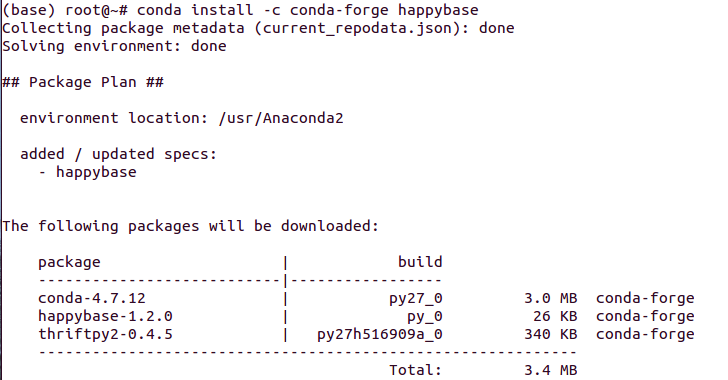 (base) root@~# conda install -c conda-forge happybase
Collecting package metadata (current_repodata.json): done
Solving environment: done
## Package Plan ##
environment location: /usr/Anaconda2
added / updated specs:
- happybase
The following packages will be downloaded:
package | build
---------------------------|-----------------
conda-4.7.12 | py27_0 3.0 MB conda-forge
happybase-1.2.0 | py_0 26 KB conda-forge
thriftpy2-0.4.5 | py27h516909a_0 340 KB conda-forge
------------------------------------------------------------
Total: 3.4 MB